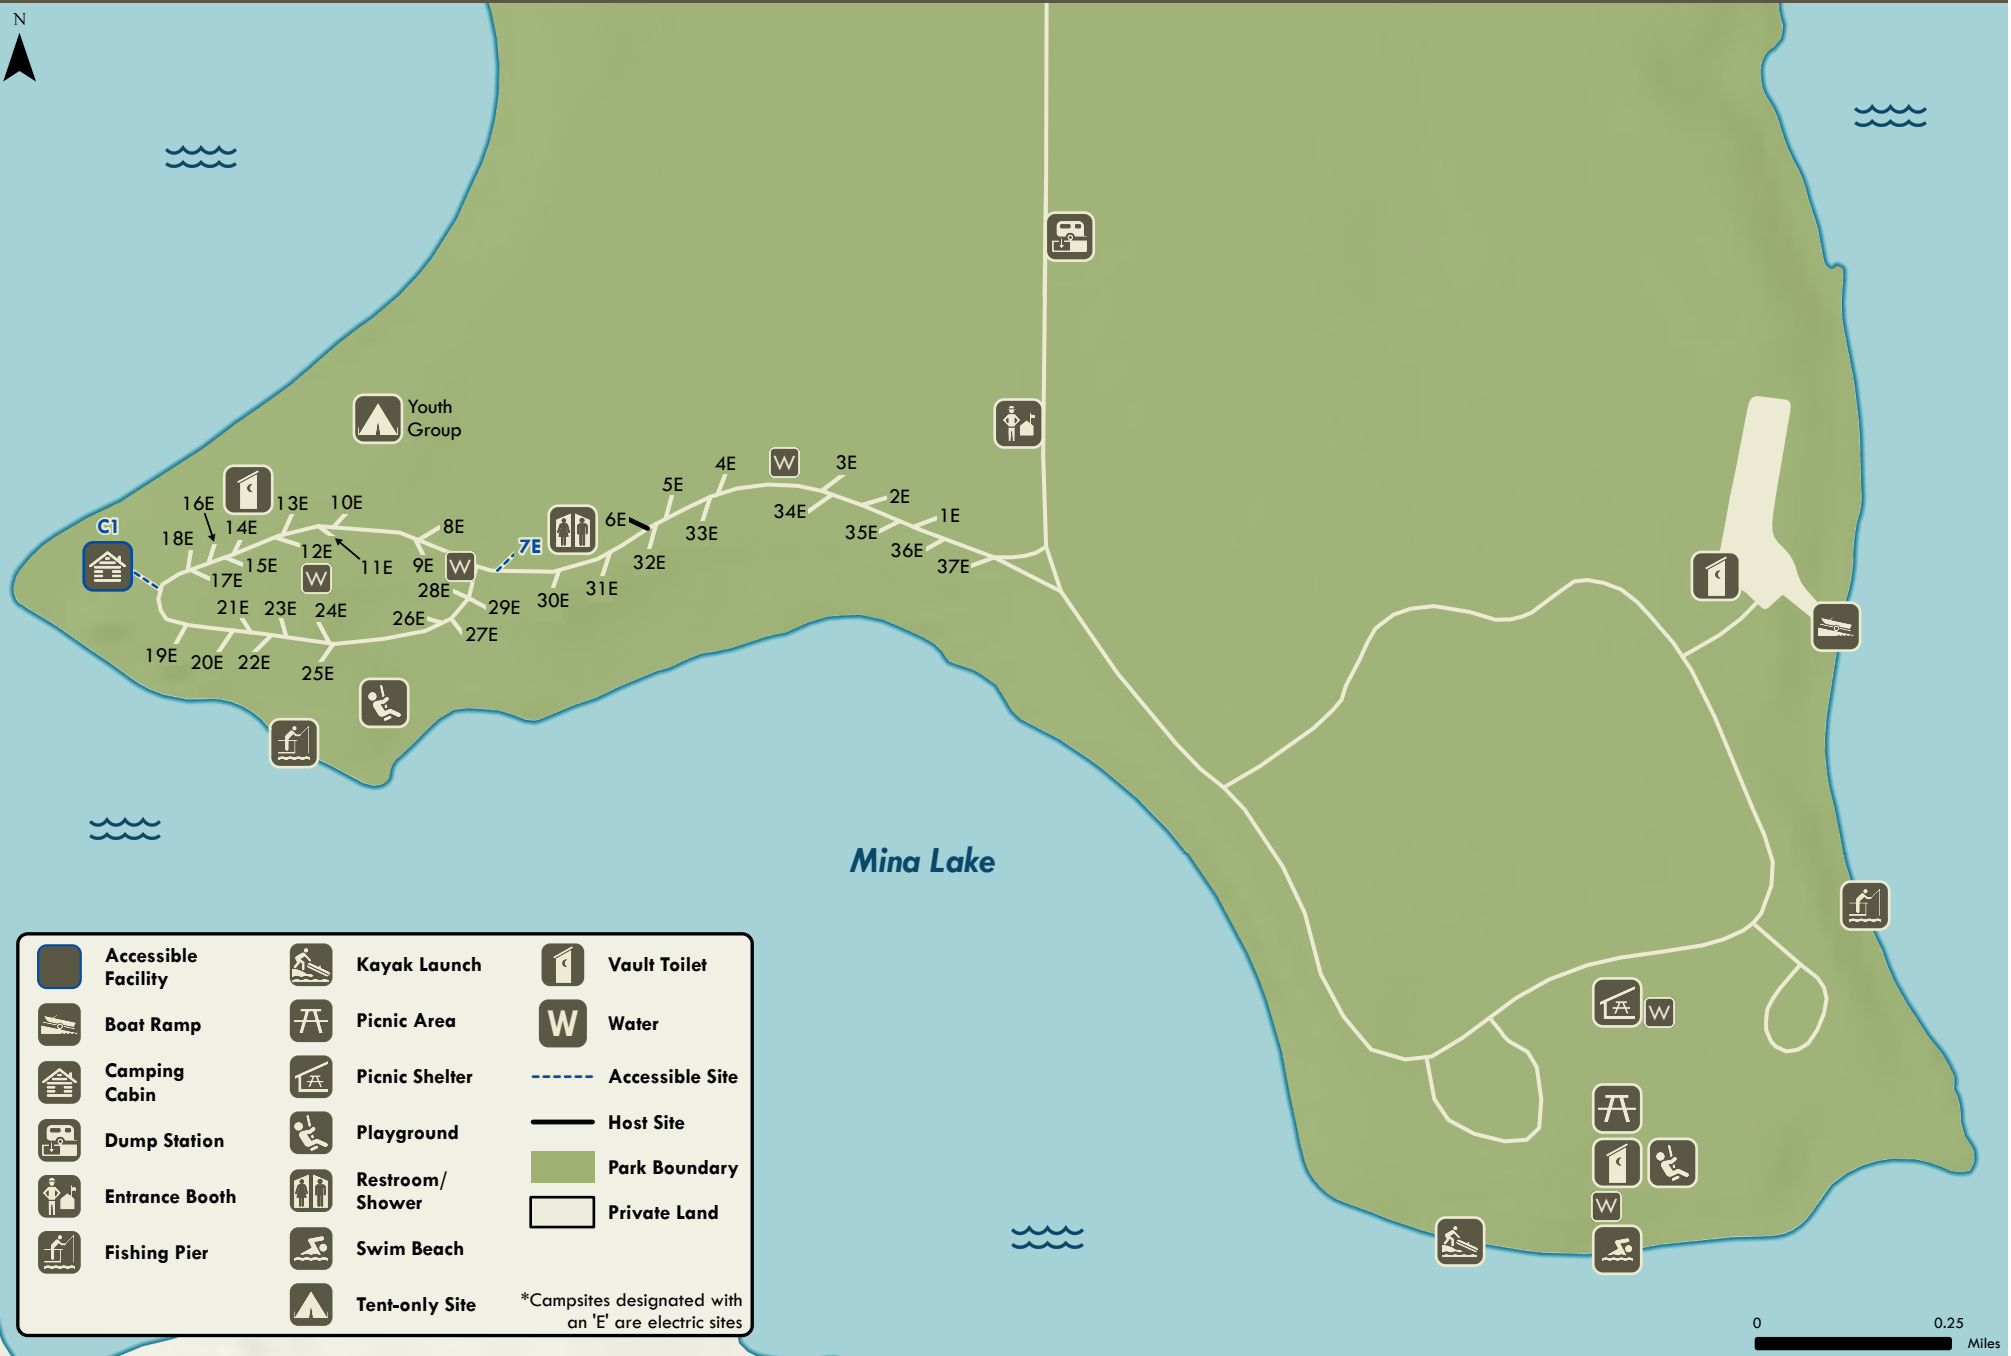 N
Youth
Group
4E
W
3E
5E
2E
16E
13E
10E
6E
34E
1E
C1
14E
8E
33E
35E
18E
12E
7E
36E
15E
11E
9E
W
32E
37E
17E
W
28E
31E
21E
23E
24E
29E
30E
26E
27E
19E
20E
22E
25E
Mina Lake
W
W
Accessible
Facility
Boat Ramp
Camping
Cabin
Dump Station
Entrance Booth
Fishing Pier
Kayak Launch
Picnic Area
Picnic Shelter
Playground
Restroom/
Shower
Swim Beach
Tent-only Site
Vault Toilet
W Water
Accessible Site
Host Site
Park Boundary
Private Land
*Campsites designated with
an 'E' are electric sites
0 0.25
Miles